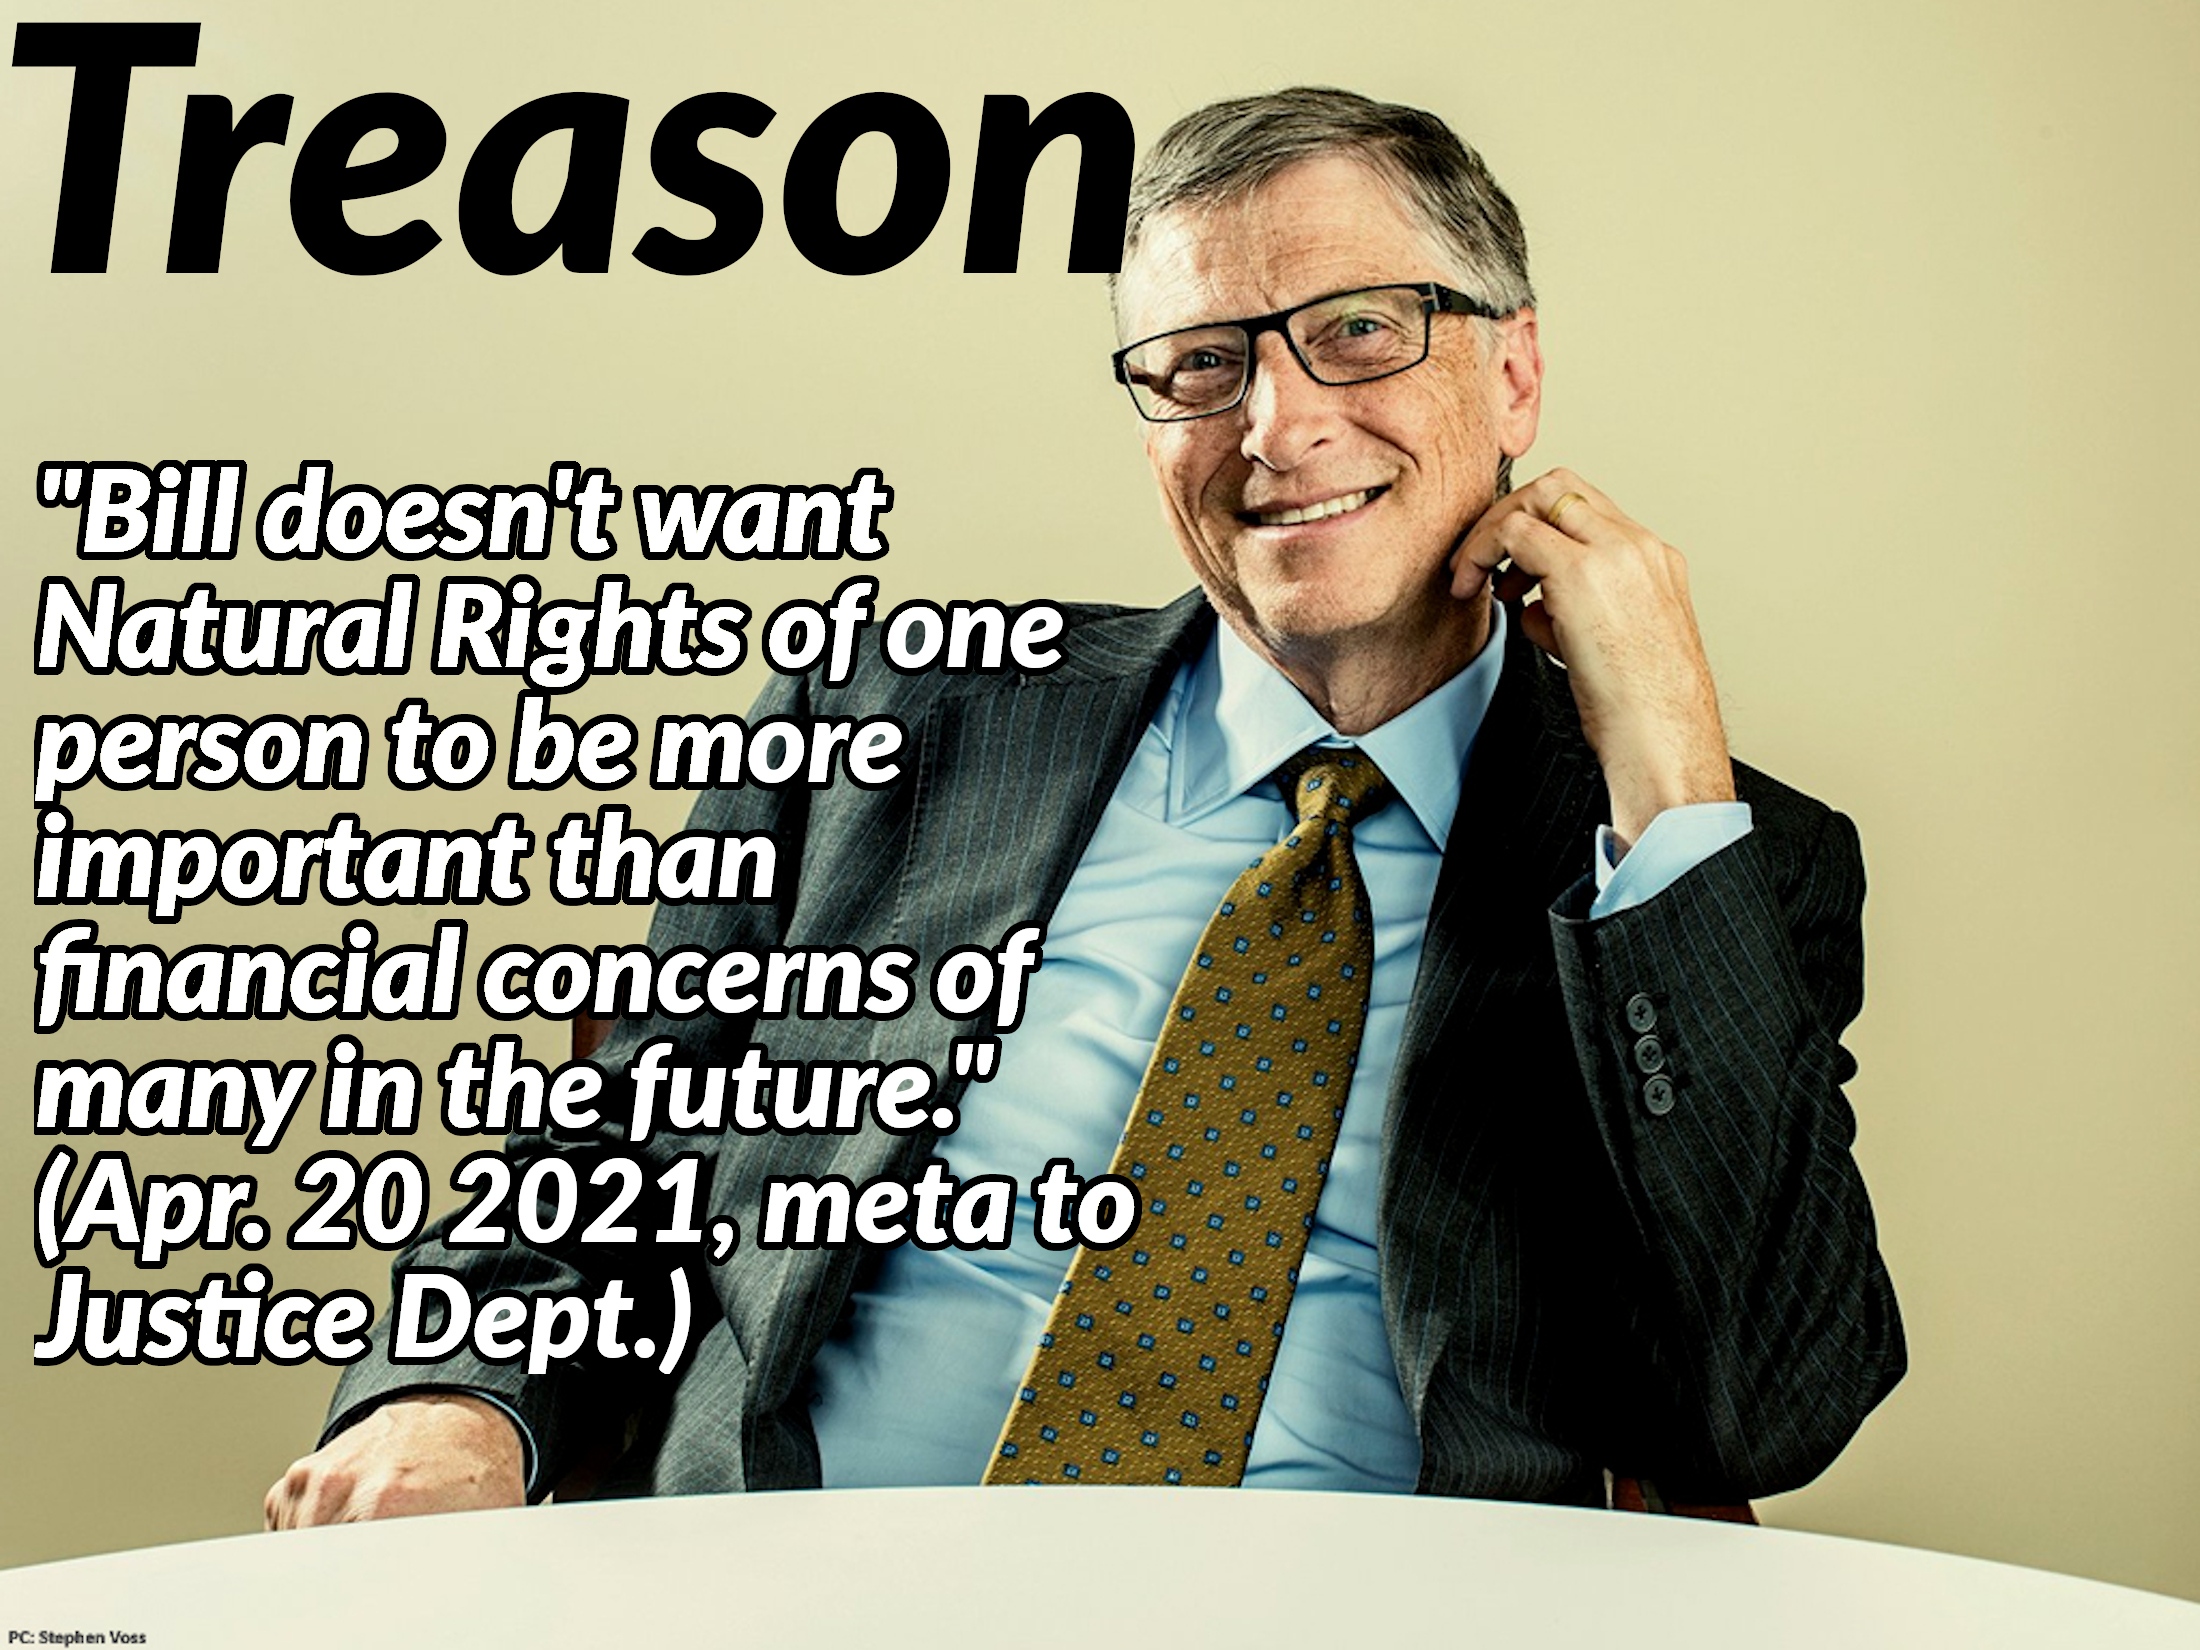 Treason
"Bill doesn't want
Natural Rights of one
person to be more
important than
financial concerns of
many in the future."
(Apr. 20 2021, meta to
Justice Dept.)
PC: Stephen Voss